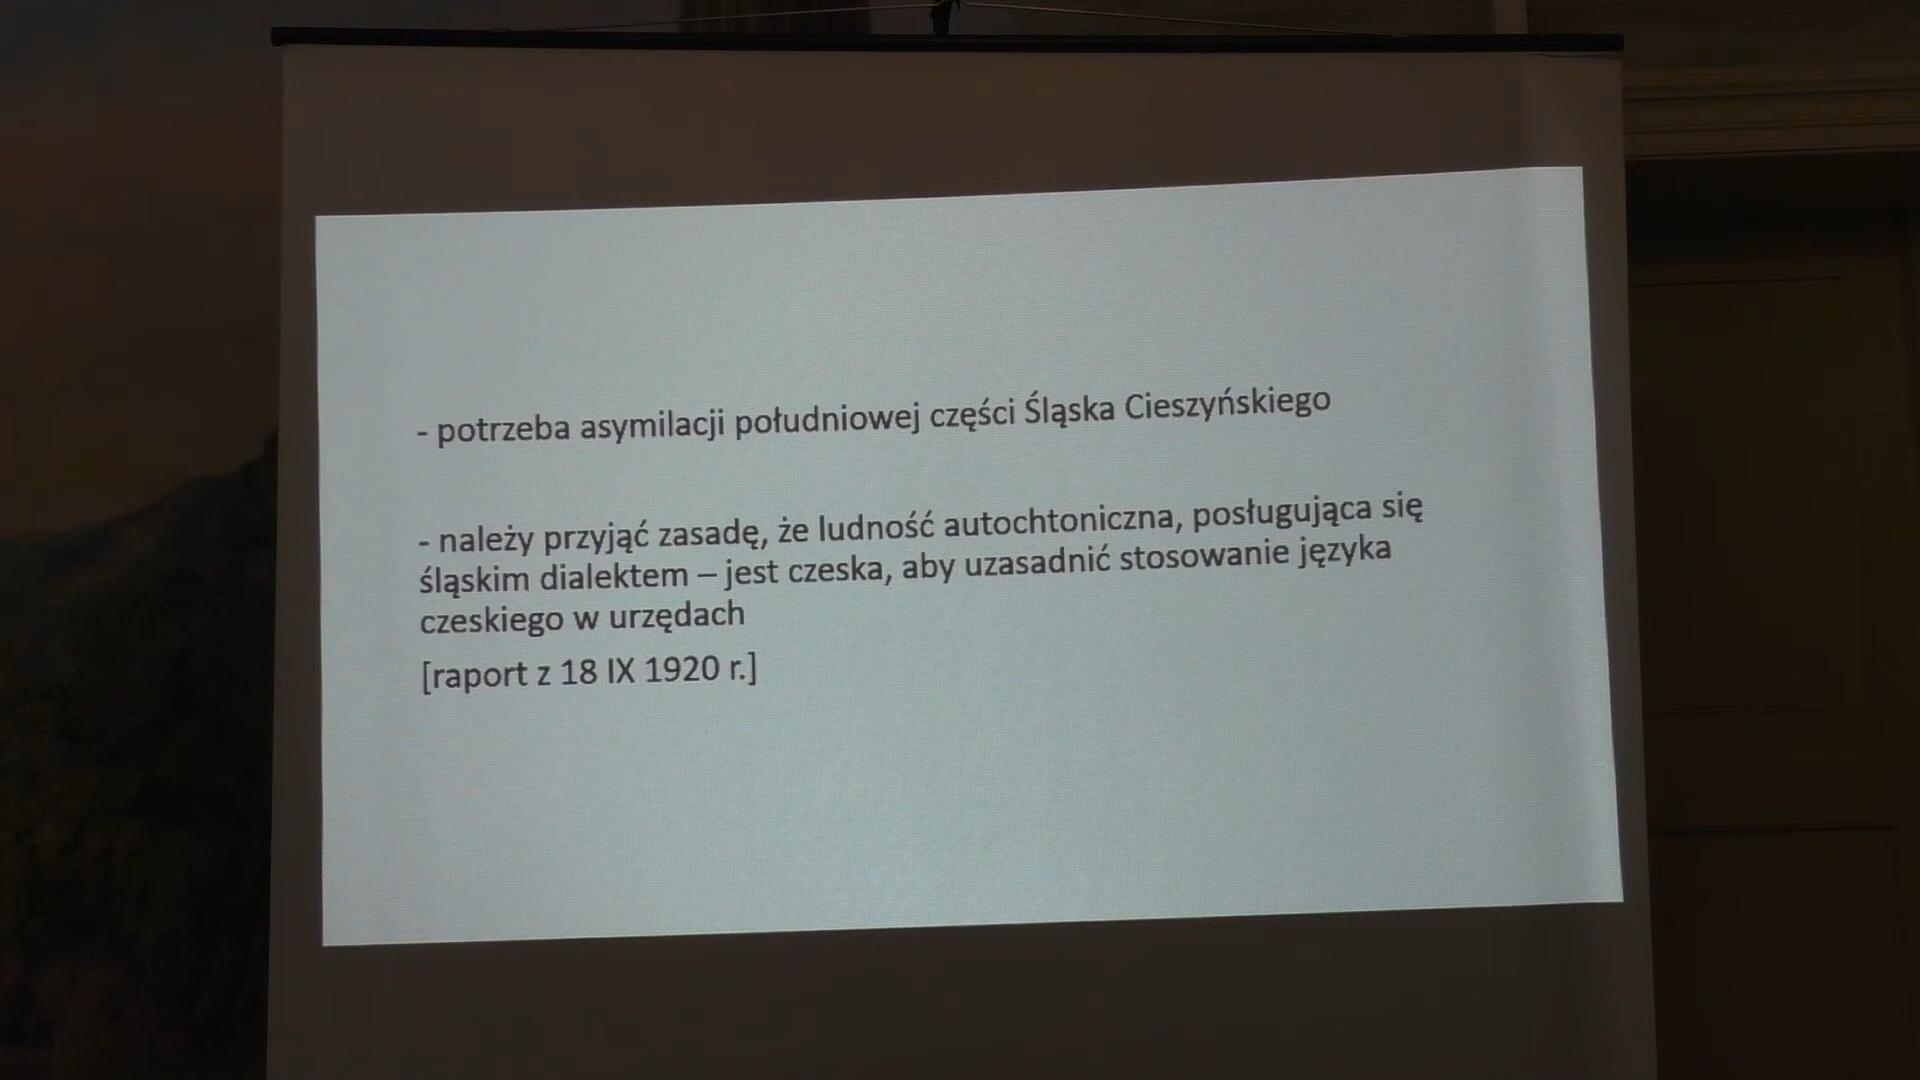 - potrzeba asymilacji południowej części Śląska Cieszyńskiego
- należy przyjąć zasadę, że ludność autochtoniczna, posługująca się
śląskim dialektem – jest czeska, aby uzasadnić stosowanie języka
czeskiego w urzędach
[raport z 18 IX 1920 r.]